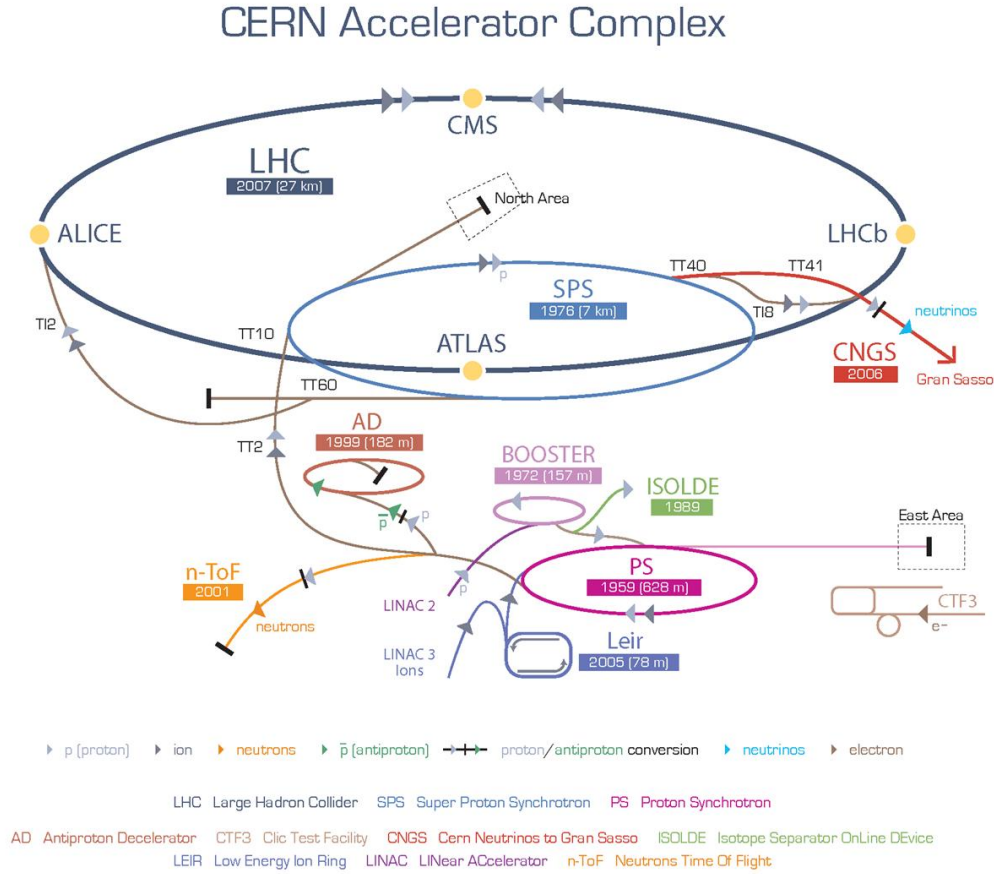 CERN Accelerator Complex
CMS
LHC
2007 (27 km)
North Area
ALICE
LHCb
TT40
TT41
SPS
1976 (7 km)
p
TI2
TI8
neutrinos
TT10
ATLAS
CNGS
2006
Gran Sasso
TT60
AD
1999 (182 m)
TT2
BOOSTER
1972 (157 m)
ISOLDE
1989
p̅
p
East Area
n-ToF
2001
PS
1959 (628 m)
p
LINAC 2
neutrons
CTF3
e-
LINAC 3
Ions
Leir
2005 (78 m)
p (proton) ion neutrons p̅ (antiproton) proton/antiproton conversion neutrinos electron
LHC Large Hadron Collider SPS Super Proton Synchrotron PS Proton Synchrotron
AD Antiproton Decelerator CTF3 Clic Test Facility CNGS Cern Neutrinos to Gran Sasso ISOLDE Isotope Separator OnLine DEvice
LEIR Low Energy Ion Ring LINAC LINear ACcelerator n-ToF Neutrons Time Of Flight